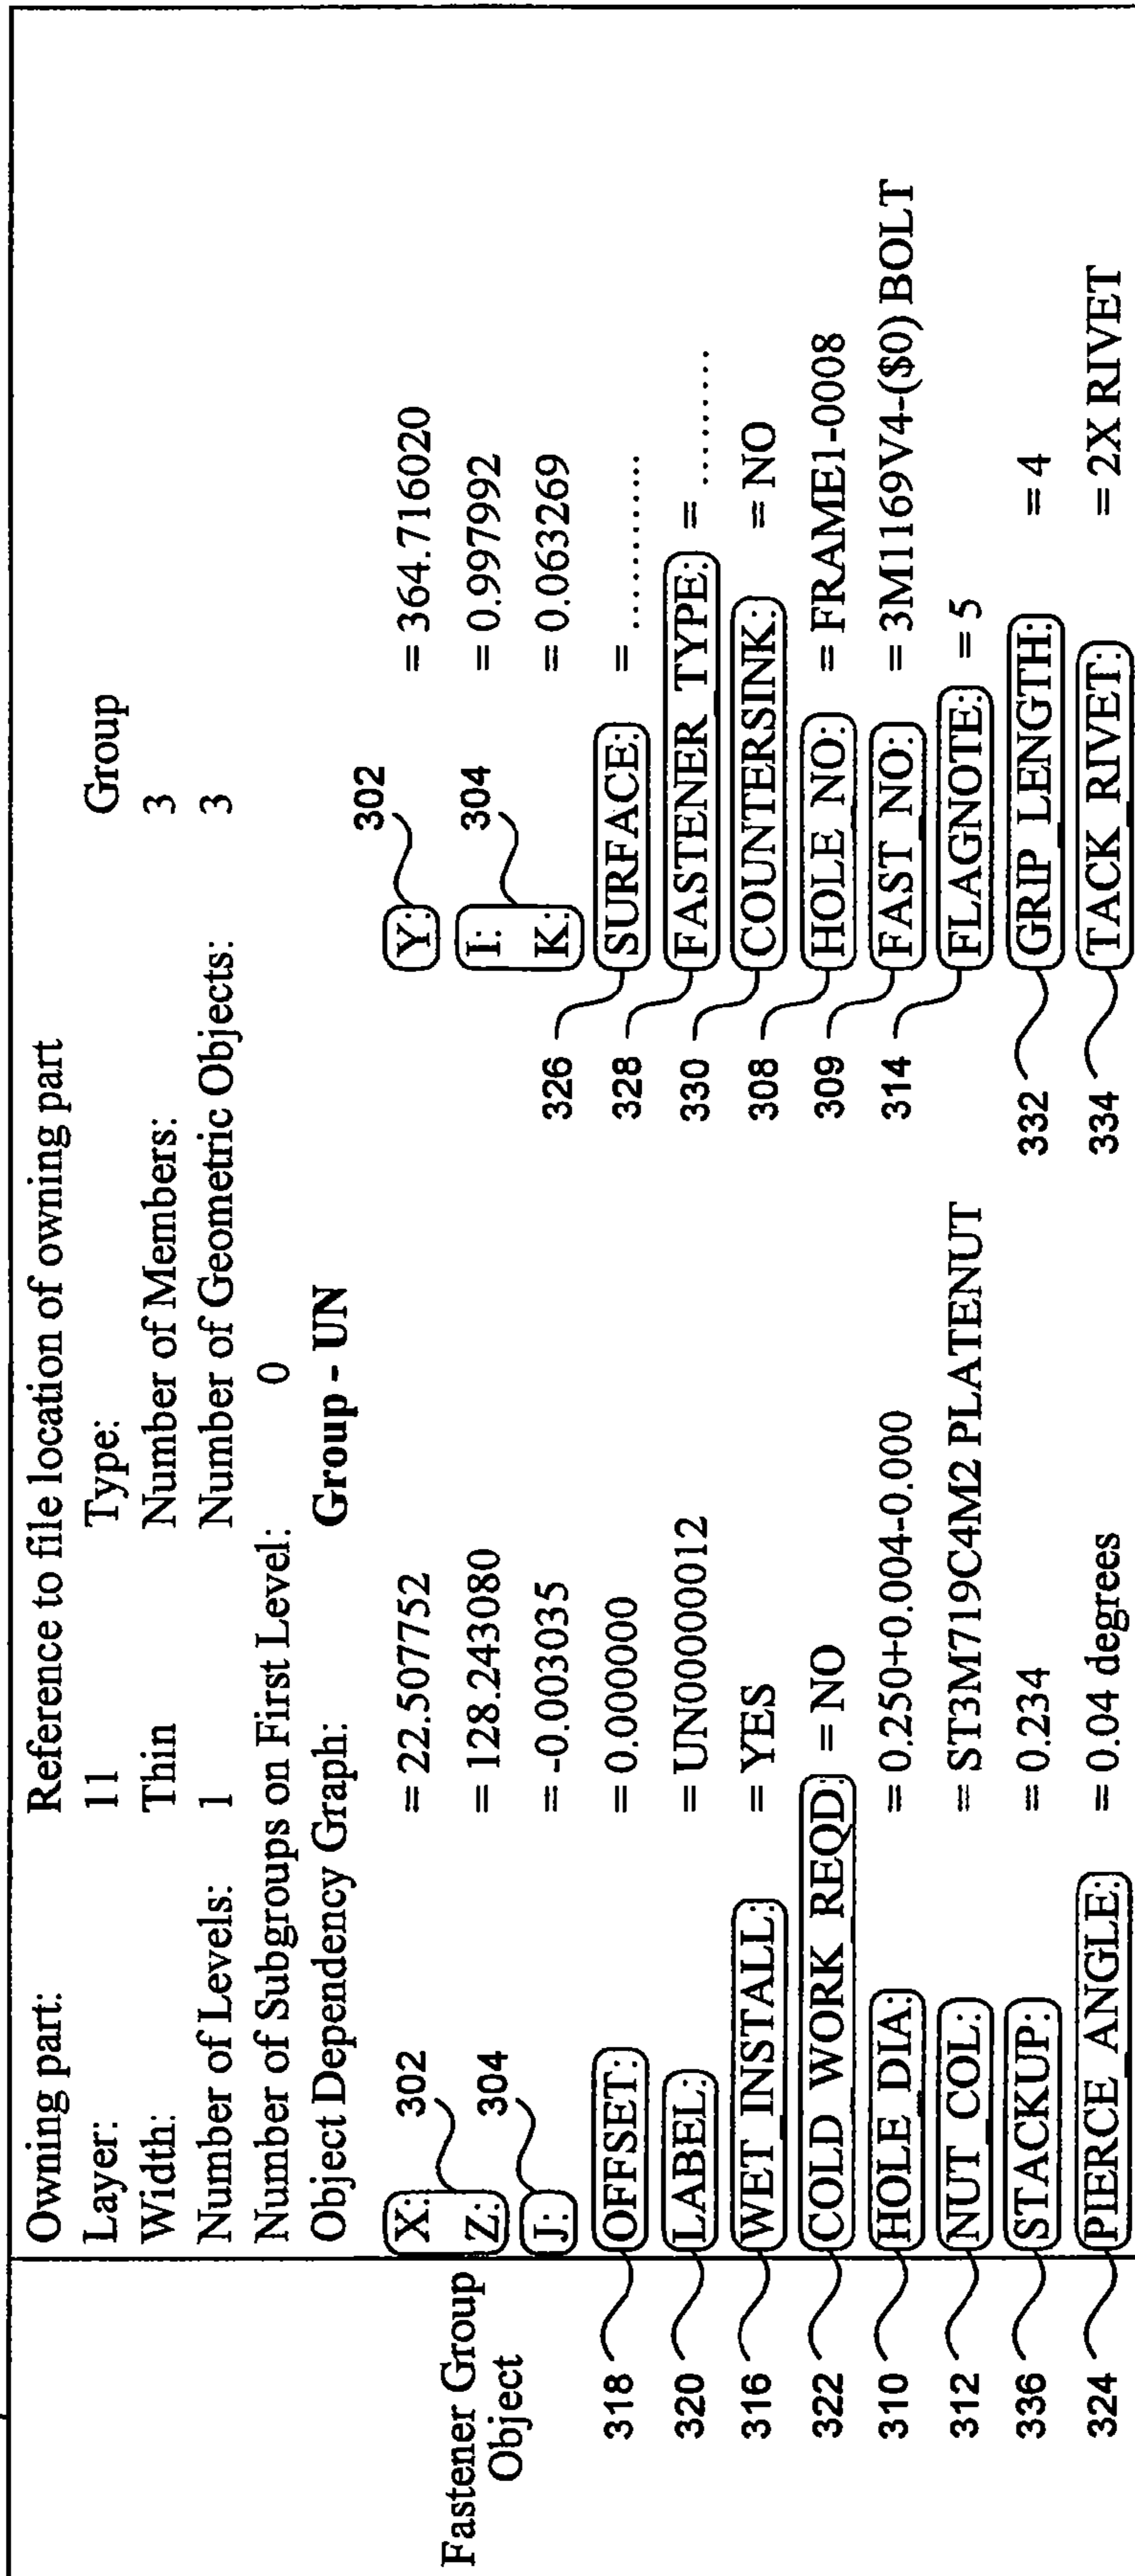 Owning part: Reference to file location of owning part
Layer: 11 Type: Group
Width: Thin Number of Members: 3
Number of Levels: 1 Number of Geometric Objects: 3
Number of Subgroups on First Level: 0
Object Dependency Graph: Group - UN
Fastener Group
Object
X: = 22.507752 302 Y: = 364.716020
302
Z: = 128.243080 304 I: = 0.997992
304
J: = -0.003035 K: = 0.063269
318 OFFSET: = 0.000000 326 SURFACE: = ............
320 LABEL: = UN00000012 328 FASTENER_TYPE: = .........
316 WET_INSTALL: = YES 330 COUNTERSINK: = NO
322 COLD_WORK_REQD: = NO 308 HOLE_NO: = FRAME1-0008
310 HOLE_DIA: = 0.250+0.004-0.000 309 FAST_NO: = 3M1169V4-($0) BOLT
312 NUT_COL: = ST3M719C4M2 PLATENUT 314 FLAGNOTE: = 5
336 STACKUP: = 0.234 332 GRIP_LENGTH: = 4
324 PIERCE_ANGLE: = 0.04 degrees 334 TACK_RIVET: = 2X RIVET